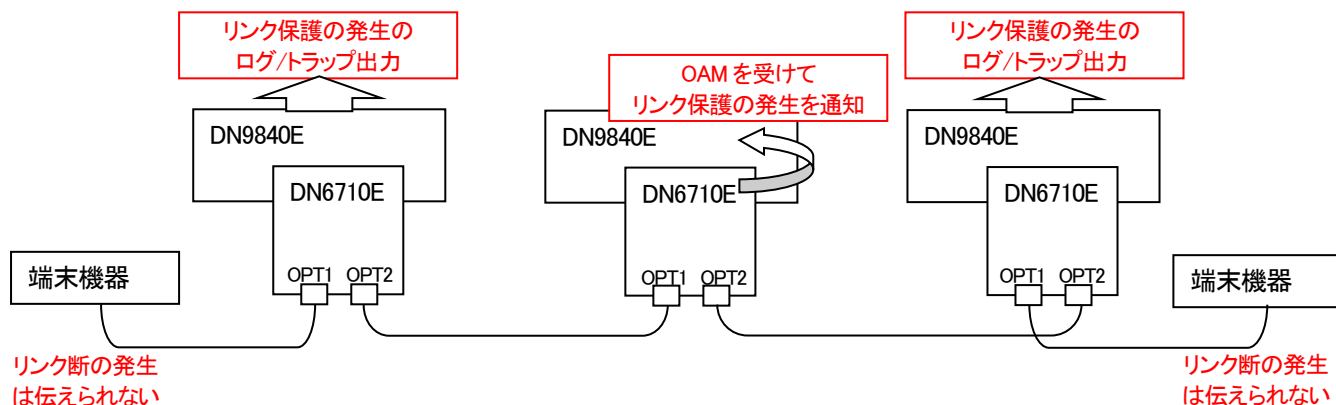 リンク保護の発生の
ログ/トラップ出力
OAMを受けて
リンク保護の発生を通知
リンク保護の発生の
ログ/トラップ出力
DN9840E
DN9840E
DN9840E
DN6710E
DN6710E
DN6710E
端末機器
OPT1 OPT2
OPT1 OPT2
OPT1 OPT2
端末機器
リンク断の発生
は伝えられない
リンク断の発生
は伝えられない